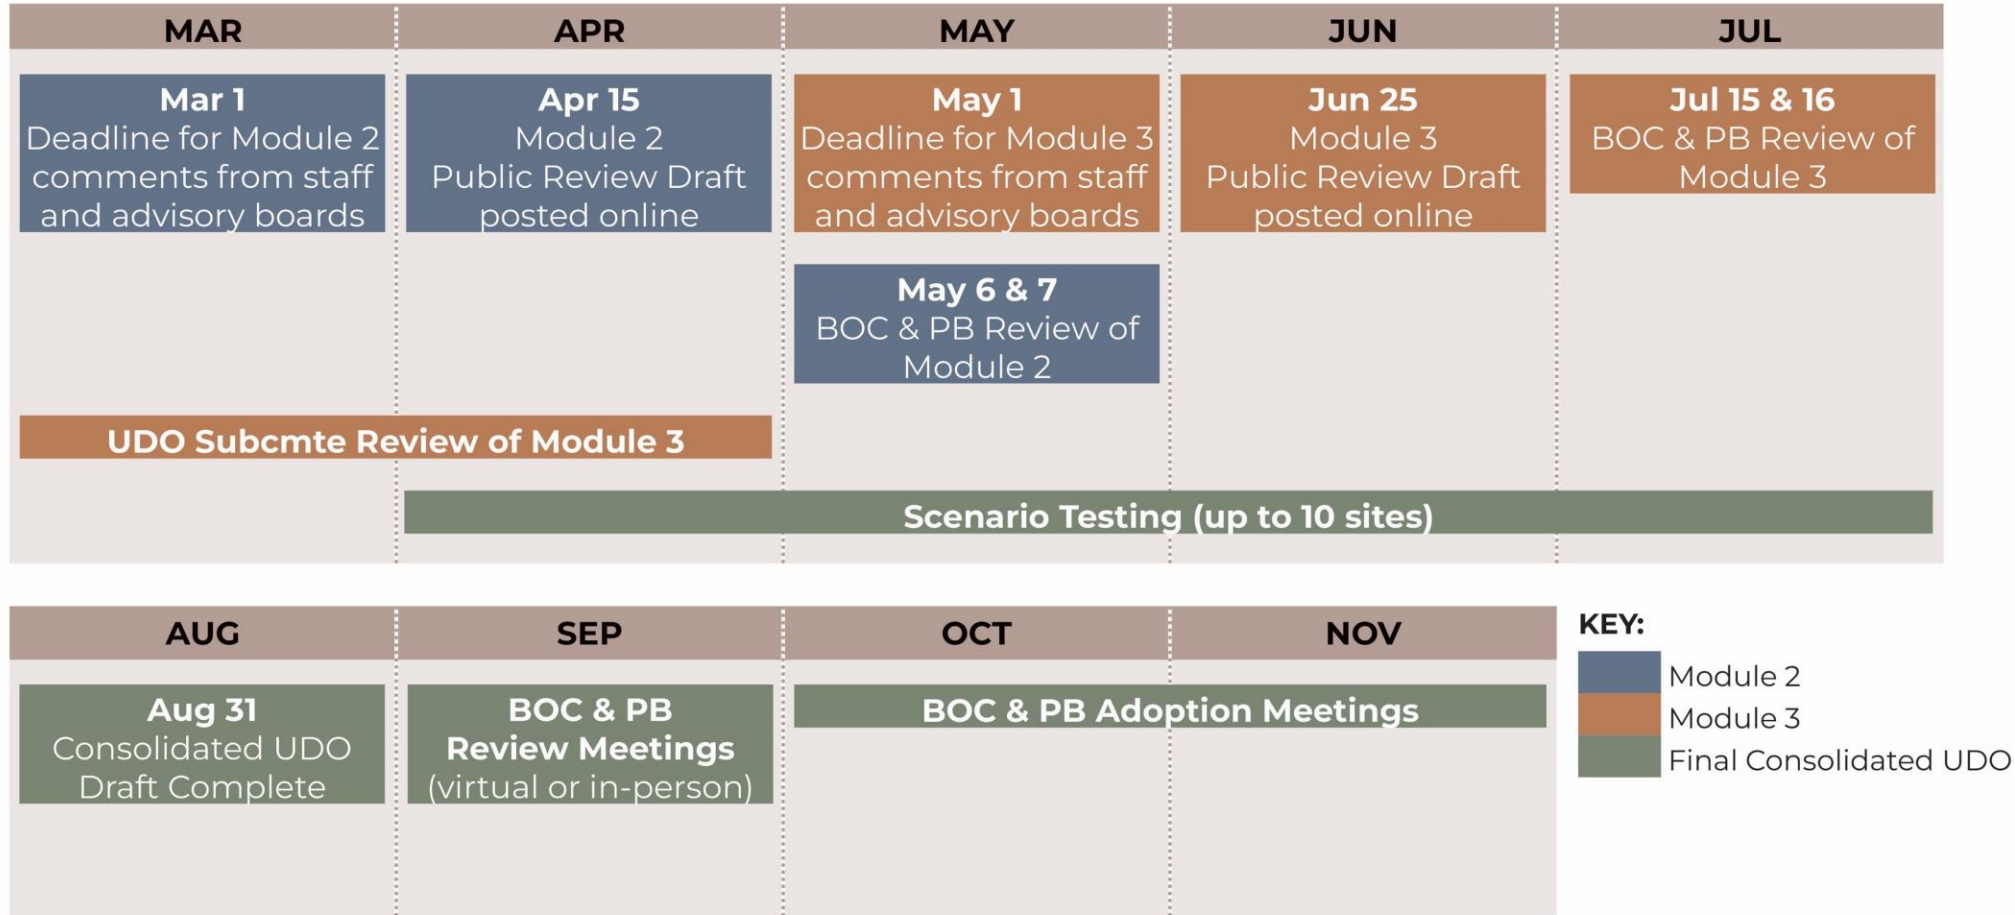 MAR
APR
MAY
JUN
JUL
Mar 1
Deadline for Module 2
comments from staff
and advisory boards
Apr 15
Module 2
Public Review Draft
posted online
May 1
Deadline for Module 3
comments from staff
and advisory boards
Jun 25
Module 3
Public Review Draft
posted online
Jul 15 & 16
BOC & PB Review of
Module 3
May 6 & 7
BOC & PB Review of
Module 2
UDO Subcmte Review of Module 3
Scenario Testing (up to 10 sites)
AUG
SEP
OCT
NOV
Aug 31
Consolidated UDO
Draft Complete
BOC & PB
Review Meetings
(virtual or in-person)
BOC & PB Adoption Meetings
KEY:
Module 2
Module 3
Final Consolidated UDO